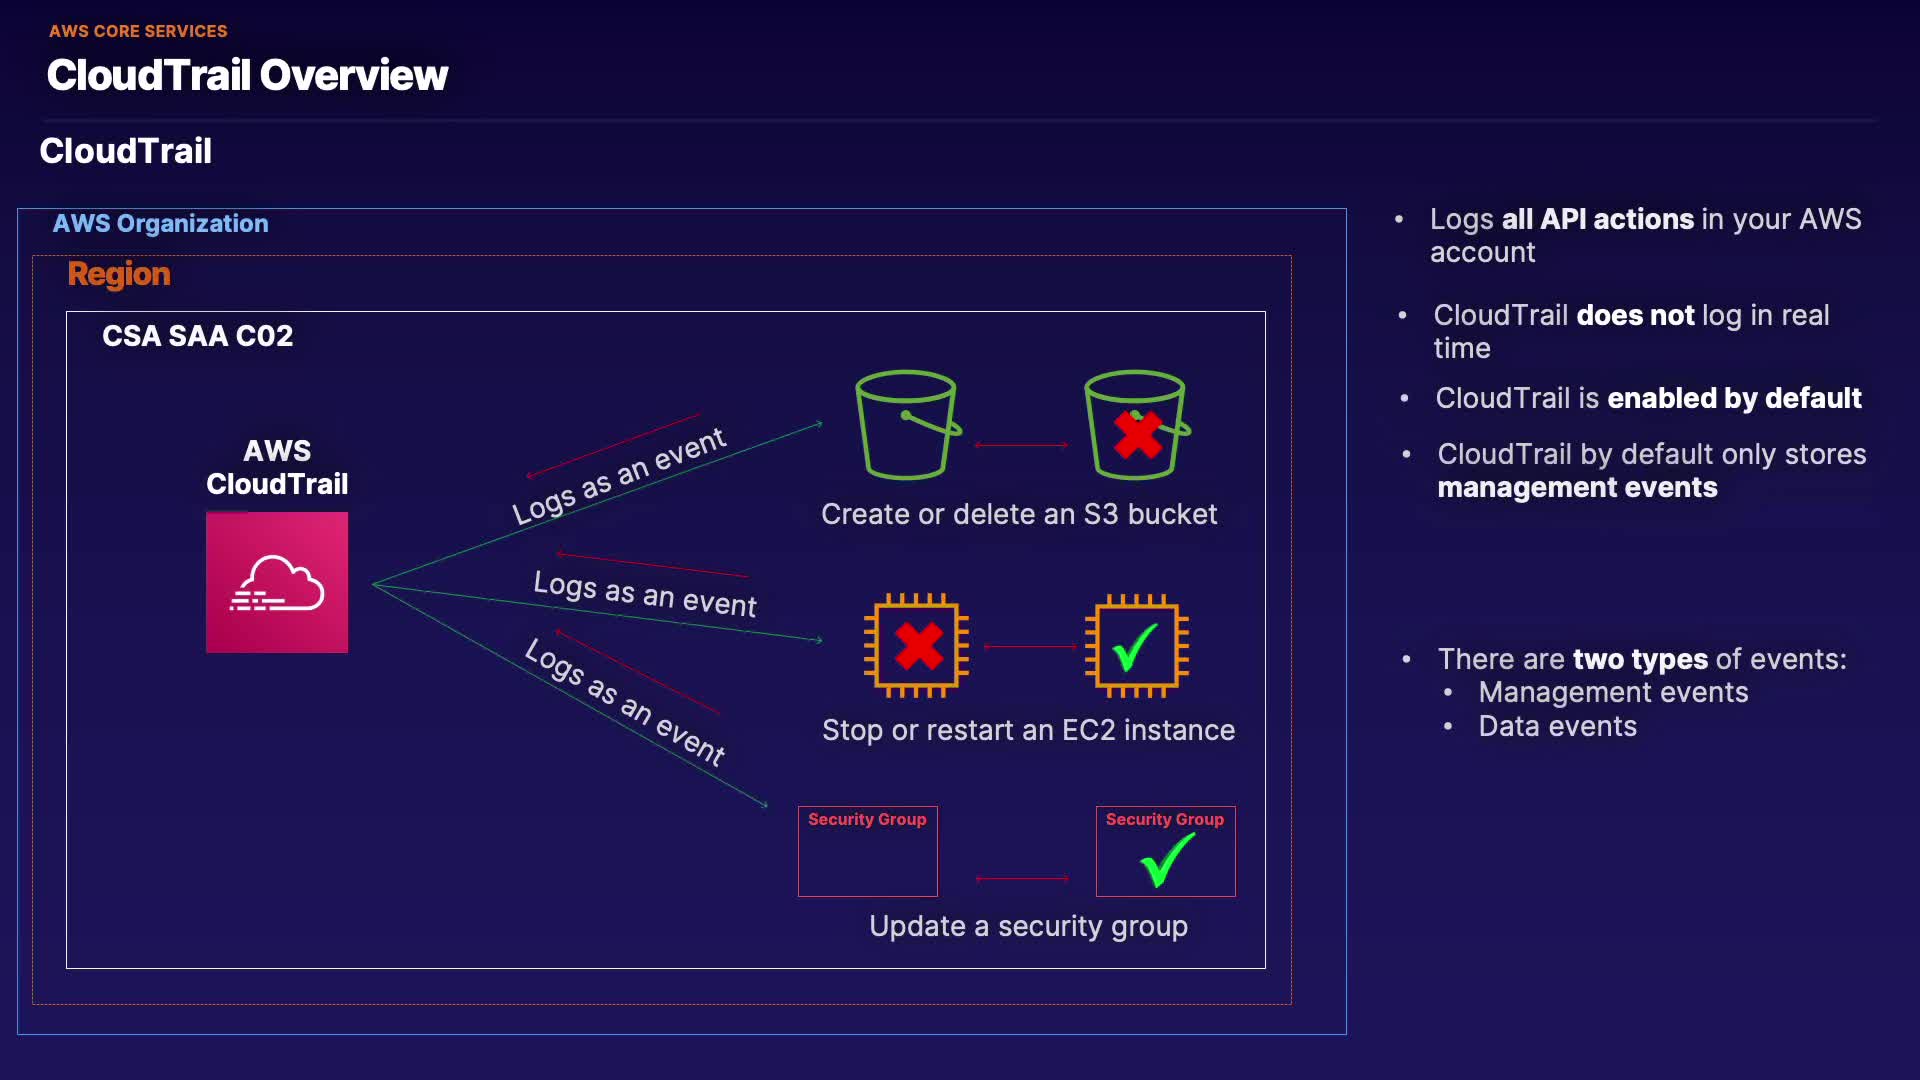 AWS CORE SERVICES
CloudTrail Overview
CloudTrail
AWS Organization
Region
CSA SAA C02
AWS
CloudTrail
Logs as an event
Logs as an event
Logs as an event
Create or delete an S3 bucket
Stop or restart an EC2 instance
Security Group
Security Group
Update a security group
• Logs all API actions in your AWS
account
• CloudTrail does not log in real
time
• CloudTrail is enabled by default
• CloudTrail by default only stores
management events
• There are two types of events:
• Management events
• Data events